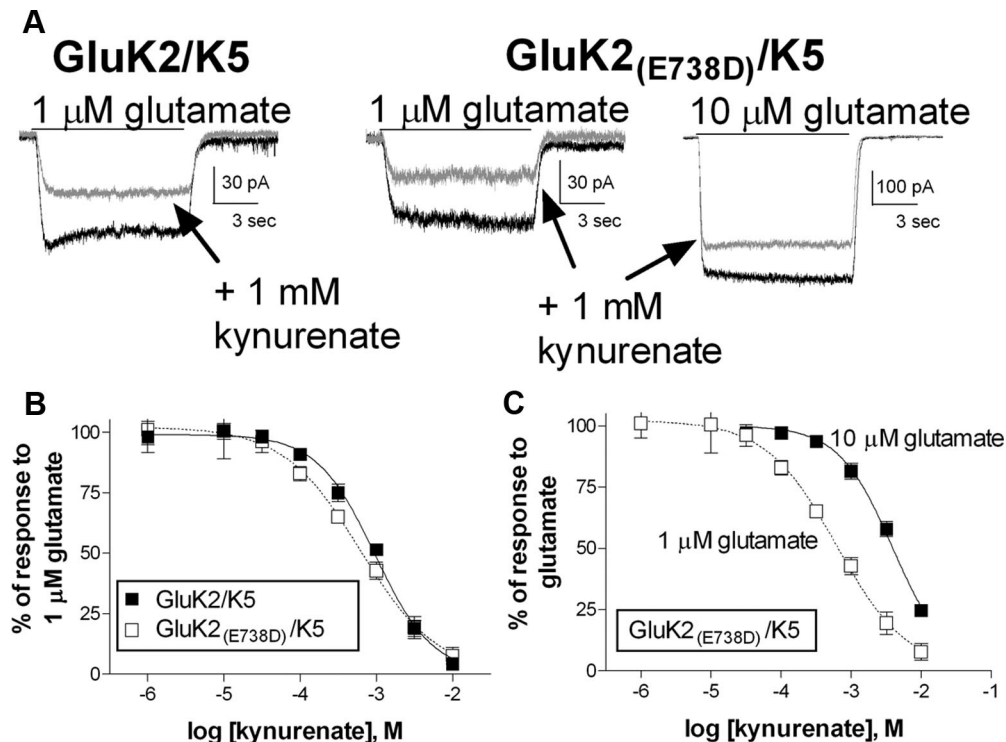 A
GluK2/K5
GluK2(E738D)/K5
1 μM glutamate
1 μM glutamate
10 μM glutamate
30 pA
3 sec
30 pA
3 sec
100 pA
3 sec
+ 1 mM
kynurenate
+ 1 mM
kynurenate
B
% of response to
1 μM glutamate
100
75
50
25
0
GluK2/K5
GluK2(E738D)/K5
-6 -5 -4 -3 -2
log [kynurenate], M
C
% of response to
glutamate
100
75
50
25
0
10 μM glutamate
1 μM glutamate
GluK2(E738D)/K5
-6 -5 -4 -3 -2 -1
log [kynurenate], M